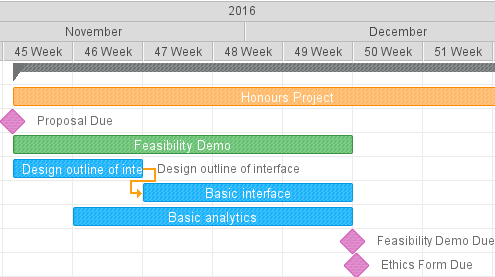 2016
November December
45 Week 46 Week 47 Week 48 Week 49 Week 50 Week 51 Week
Honours Project
Proposal Due
Feasibility Demo
Design outline of inte Design outline of interface
Basic interface
Basic analytics
Feasibility Demo Due
Ethics Form Due